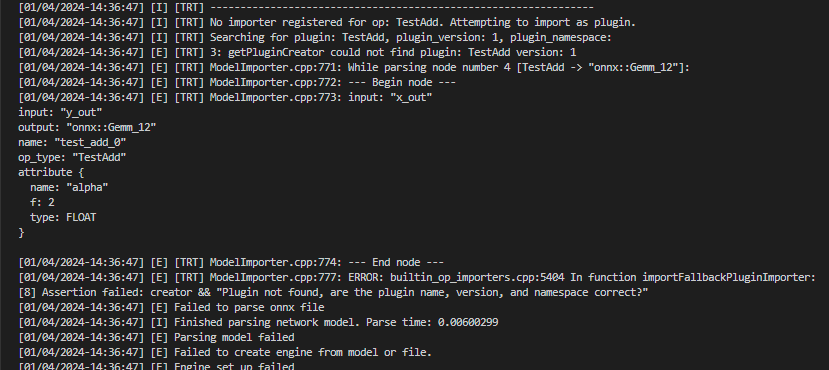 [01/04/2024-14:36:47] [I] [TRT] ----------------------------------------------------------------
[01/04/2024-14:36:47] [I] [TRT] No importer registered for op: TestAdd. Attempting to import as plugin.
[01/04/2024-14:36:47] [I] [TRT] Searching for plugin: TestAdd, plugin_version: 1, plugin_namespace:
[01/04/2024-14:36:47] [E] [TRT] 3: getPluginCreator could not find plugin: TestAdd version: 1
[01/04/2024-14:36:47] [E] [TRT] ModelImporter.cpp:771: While parsing node number 4 [TestAdd -> "onnx::Gemm_12"]:
[01/04/2024-14:36:47] [E] [TRT] ModelImporter.cpp:772: --- Begin node ---
[01/04/2024-14:36:47] [E] [TRT] ModelImporter.cpp:773: input: "x_out"
input: "y_out"
output: "onnx::Gemm_12"
name: "test_add_0"
op_type: "TestAdd"
attribute {
  name: "alpha"
  f: 2
  type: FLOAT
}
[01/04/2024-14:36:47] [E] [TRT] ModelImporter.cpp:774: --- End node ---
[01/04/2024-14:36:47] [E] [TRT] ModelImporter.cpp:777: ERROR: builtin_op_importers.cpp:5404 In function importFallbackPluginImporter:
[8] Assertion failed: creator && "Plugin not found, are the plugin name, version, and namespace correct?"
[01/04/2024-14:36:47] [E] Failed to parse onnx file
[01/04/2024-14:36:47] [I] Finished parsing network model. Parse time: 0.00600299
[01/04/2024-14:36:47] [E] Parsing model failed
[01/04/2024-14:36:47] [E] Failed to create engine from model or file.
[01/04/2024-14:36:47] [E] Engine set up failed